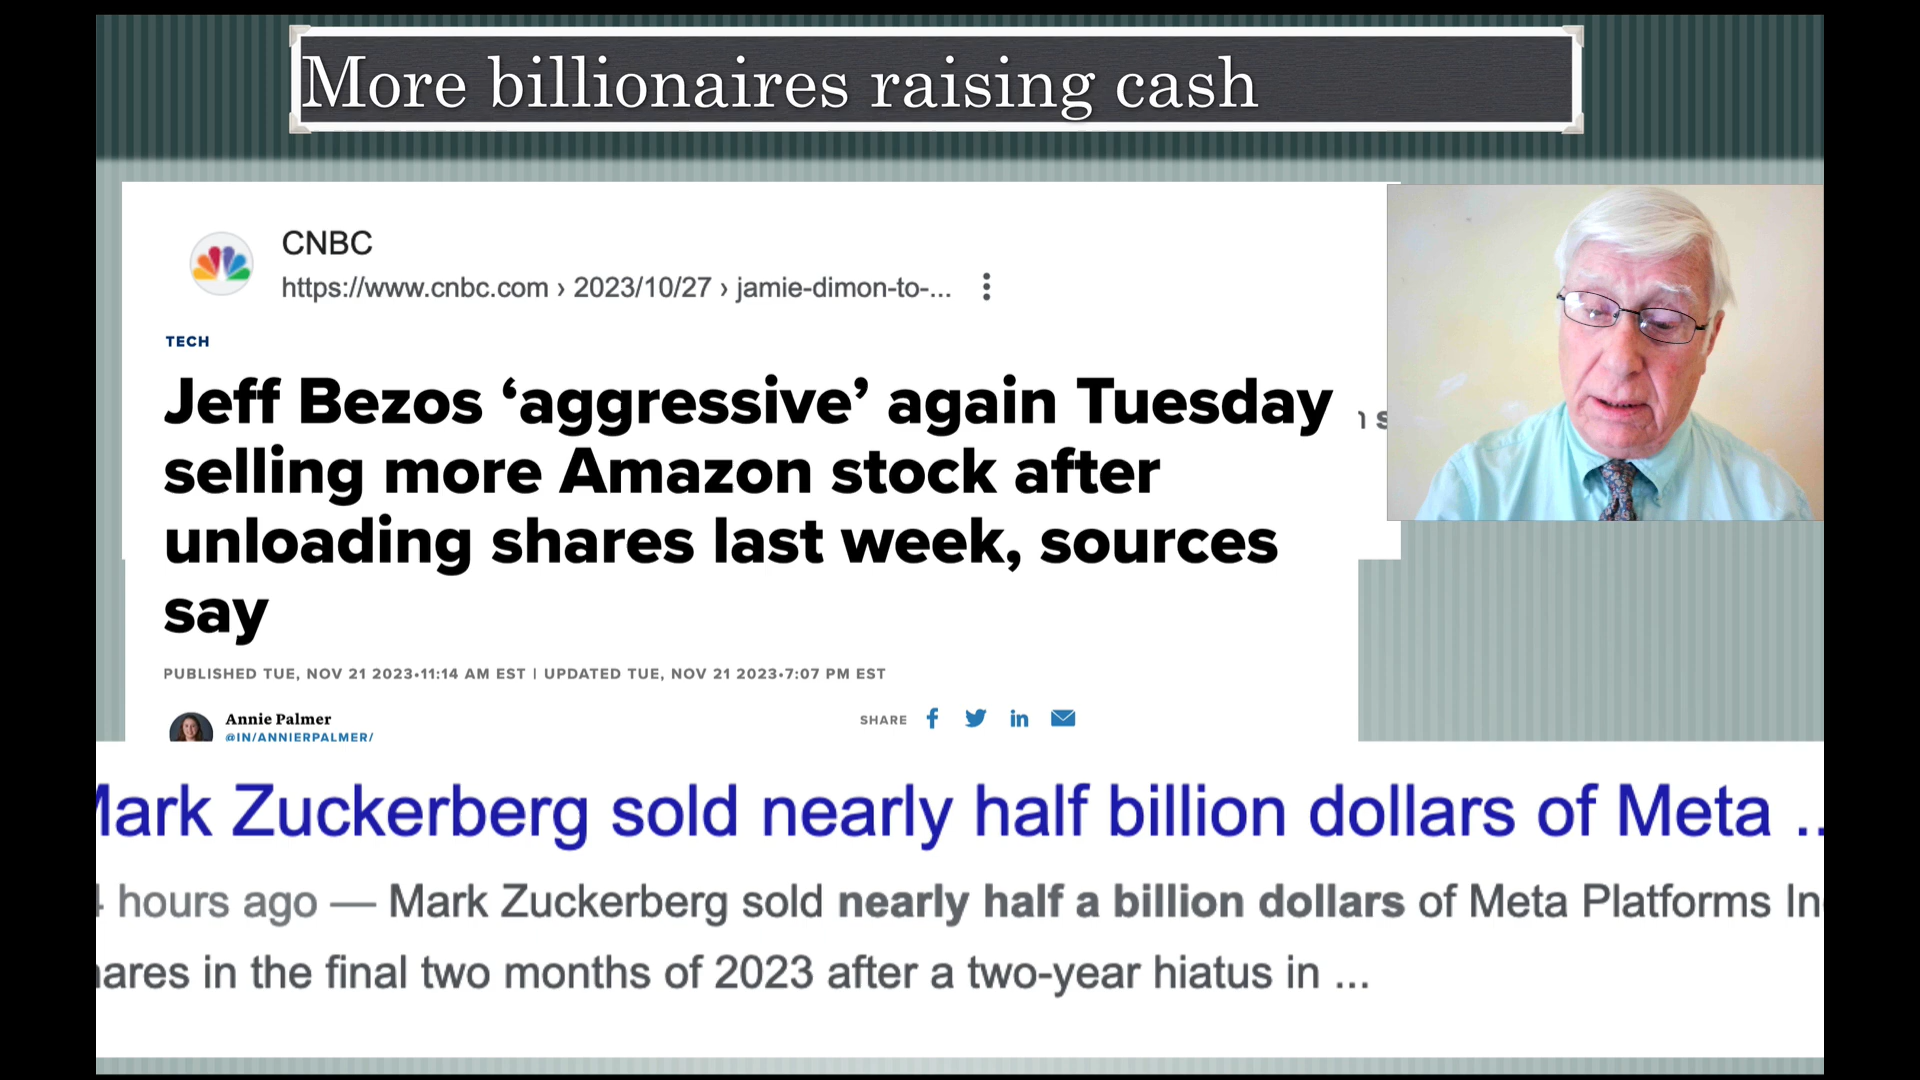 More billionaires raising cash
CNBC
https://www.cnbc.com › 2023/10/27 › jamie-dimon-to-...
TECH
Jeff Bezos ‘aggressive’ again Tuesday
selling more Amazon stock after
unloading shares last week, sources
say
PUBLISHED TUE, NOV 21 2023•11:14 AM EST | UPDATED TUE, NOV 21 2023•7:07 PM EST
Annie Palmer
@IN/ANNIERPALMER/
SHARE
Mark Zuckerberg sold nearly half billion dollars of Meta ..
hours ago — Mark Zuckerberg sold nearly half a billion dollars of Meta Platforms In
ares in the final two months of 2023 after a two-year hiatus in ...